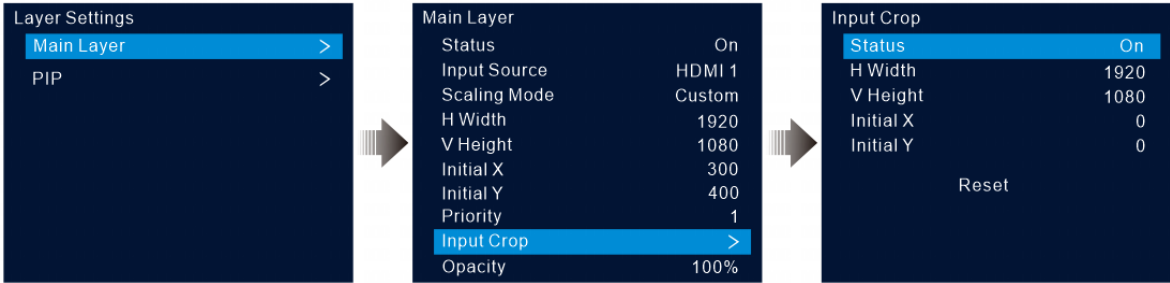 Layer Settings
Main Layer >
PIP >
Main Layer
Status On
Input Source HDMI 1
Scaling Mode Custom
H Width 1920
V Height 1080
Initial X 300
Initial Y 400
Priority 1
Input Crop >
Opacity 100%
Input Crop
Status On
H Width 1920
V Height 1080
Initial X 0
Initial Y 0
Reset